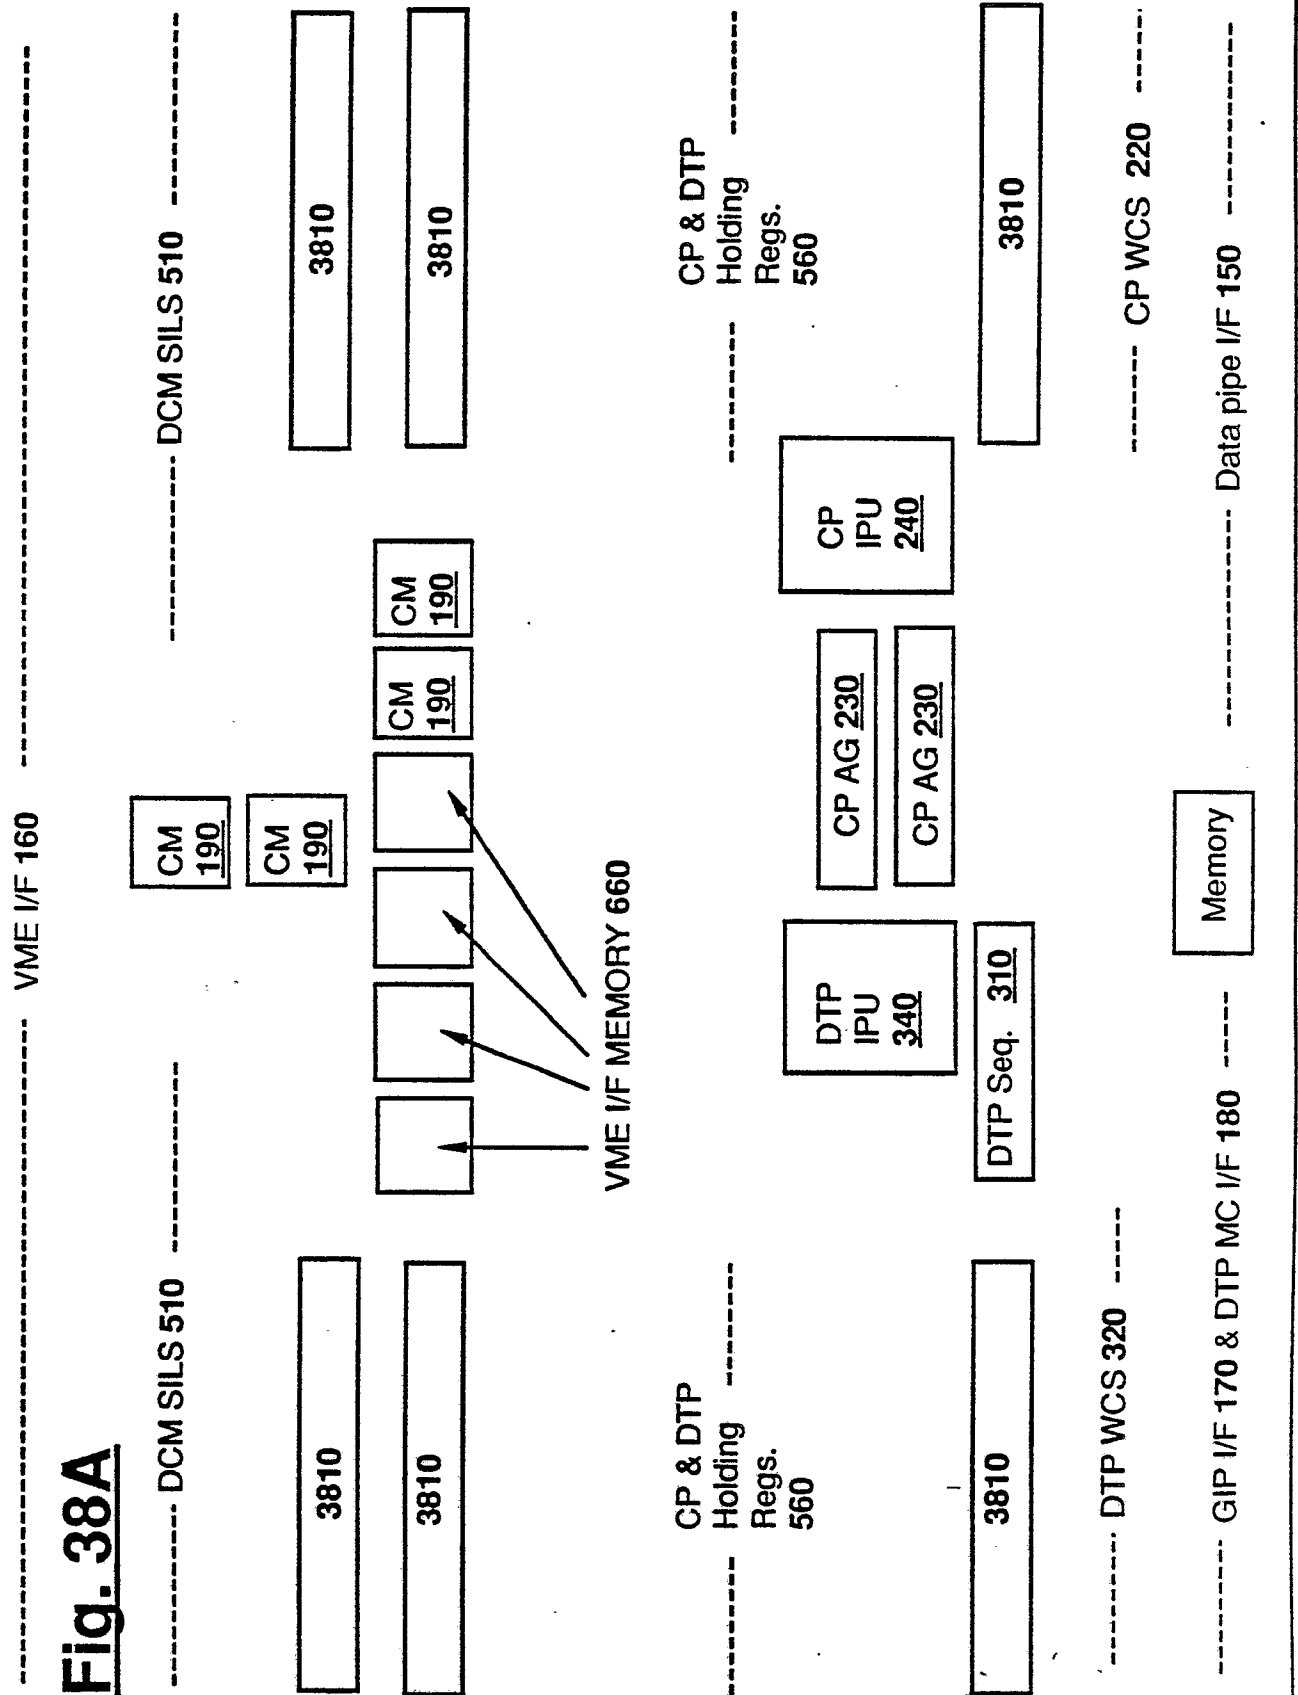 VME I/F 160
Fig. 38A
DCM SILS 510
DCM SILS 510
CM
190
CM
190
3810
3810
3810
3810
CM
190
CM
190
VME I/F MEMORY 660
CP & DTP
Holding
Regs.
560
CP & DTP
Holding
Regs.
560
DTP
IPU
340
CP AG 230
CP AG 230
CP
IPU
240
3810
DTP Seq. 310
3810
DTP WCS 320
CP WCS 220
GIP I/F 170 & DTP MC I/F 180
Memory
Data pipe I/F 150